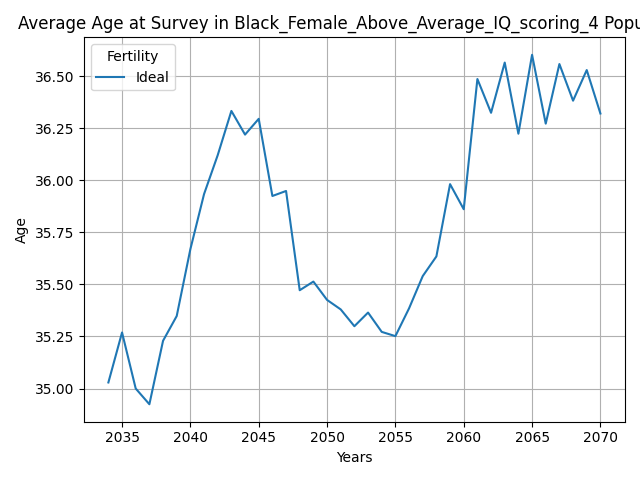 Average Age at Survey in Black_Female_Above_Average_IQ_scoring_4 Popu
Fertility
Ideal
36.50
36.25
36.00
35.75
35.50
35.25
35.00
Age
2035 2040 2045 2050 2055 2060 2065 2070
Years